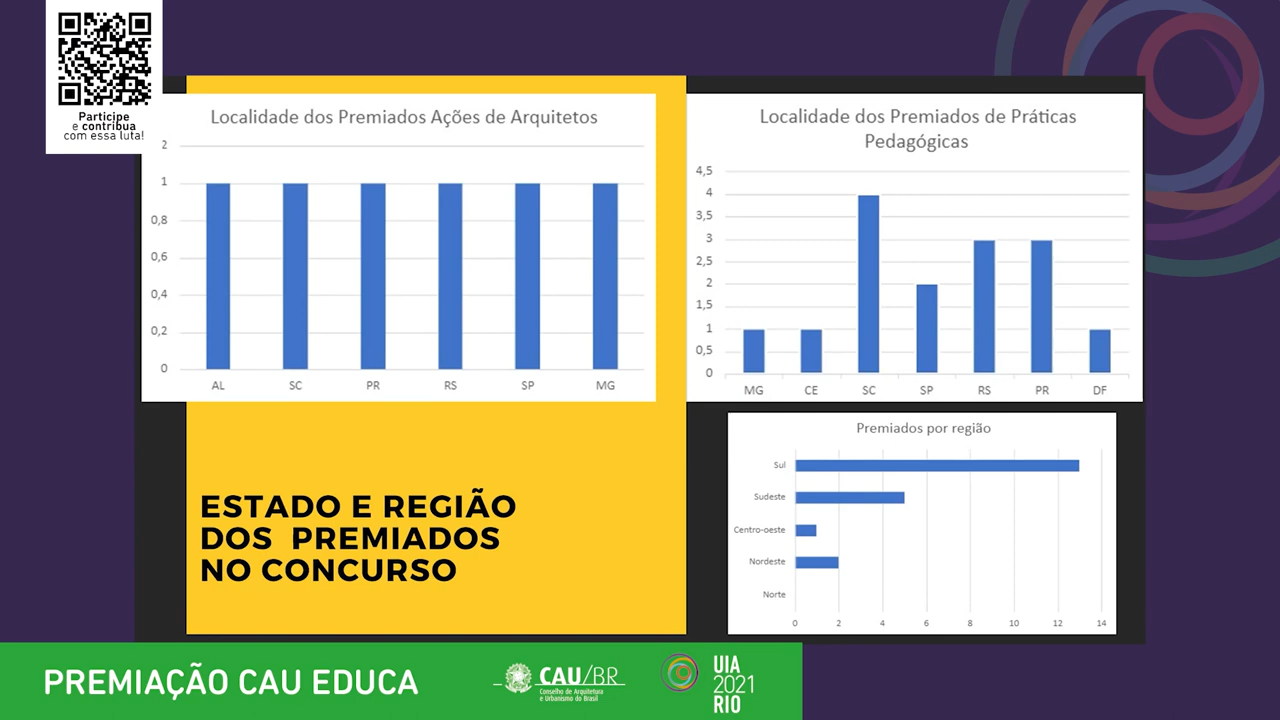 Participe
e contribua
com essa luta!
Localidade dos Premiados Ações de Arquitetos
2
1
0,8
0,6
0,4
0,2
0
AL SC PR RS SP MG
Localidade dos Premiados de Práticas
Pedagógicas
4,5
4
3,5
3
2,5
2
1,5
1
0,5
0
MG CE SC SP RS PR DF
Premiados por região
Sul
Sudeste
Centro-oeste
Nordeste
Norte
0 2 4 6 8 10 12 14
ESTADO E REGIÃO
DOS PREMIADOS
NO CONCURSO
PREMIAÇÃO CAU EDUCA
CAU/BR
Conselho de Arquitetura
e Urbanismo do Brasil
UIA
2021
RIO